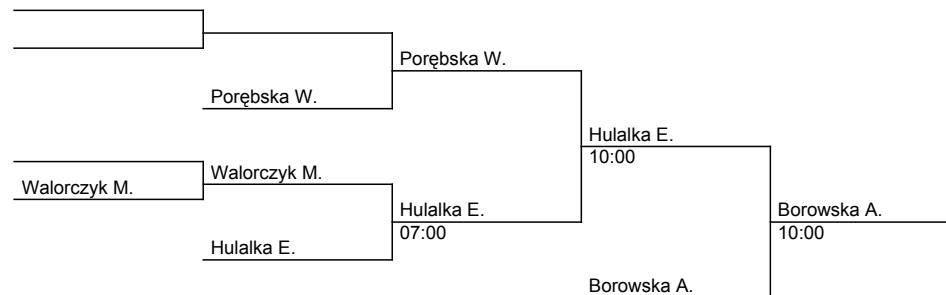 Porębska W.
Porębska W.
Hulalka E.
10:00
Walorczyk M.
Walorczyk M.
Hulalka E.
07:00
Borowska A.
10:00
Hulalka E.
Borowska A.